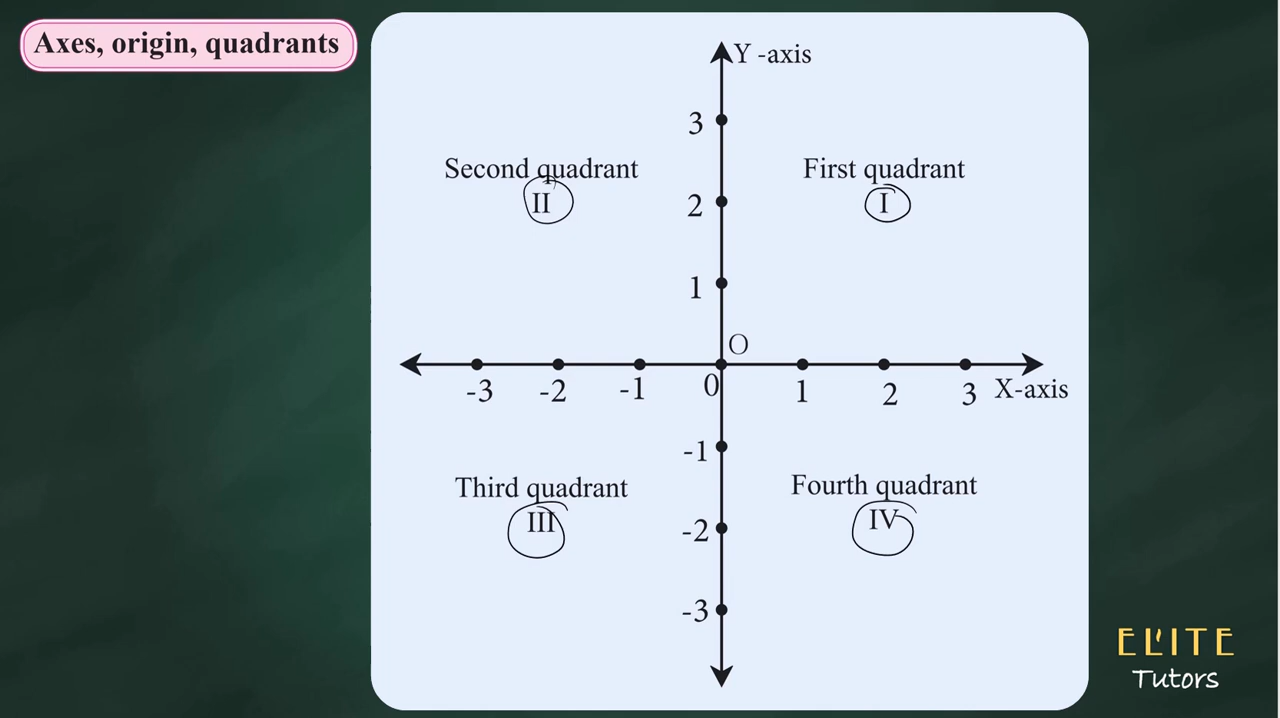 Axes, origin, quadrants
Y -axis
3
Second quadrant
First quadrant
II
2
I
1
O
-3
-2
-1
0
1
2
3
X-axis
-1
Third quadrant
Fourth quadrant
III
-2
IV
-3
ELITE
Tutors